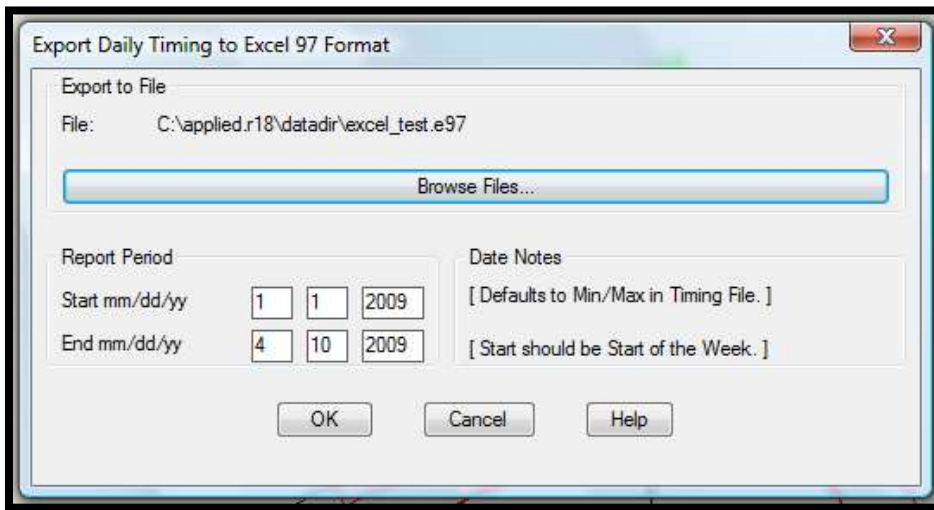 Export Daily Timing to Excel 97 Format
Export to File
File: C:\applied.r18\datadir\excel_test.e97
Browse Files...
Report Period
Start mm/dd/yy 1 1 2009
End mm/dd/yy 4 10 2009
Date Notes
[ Defaults to Min/Max in Timing File. ]
[ Start should be Start of the Week. ]
OK Cancel Help